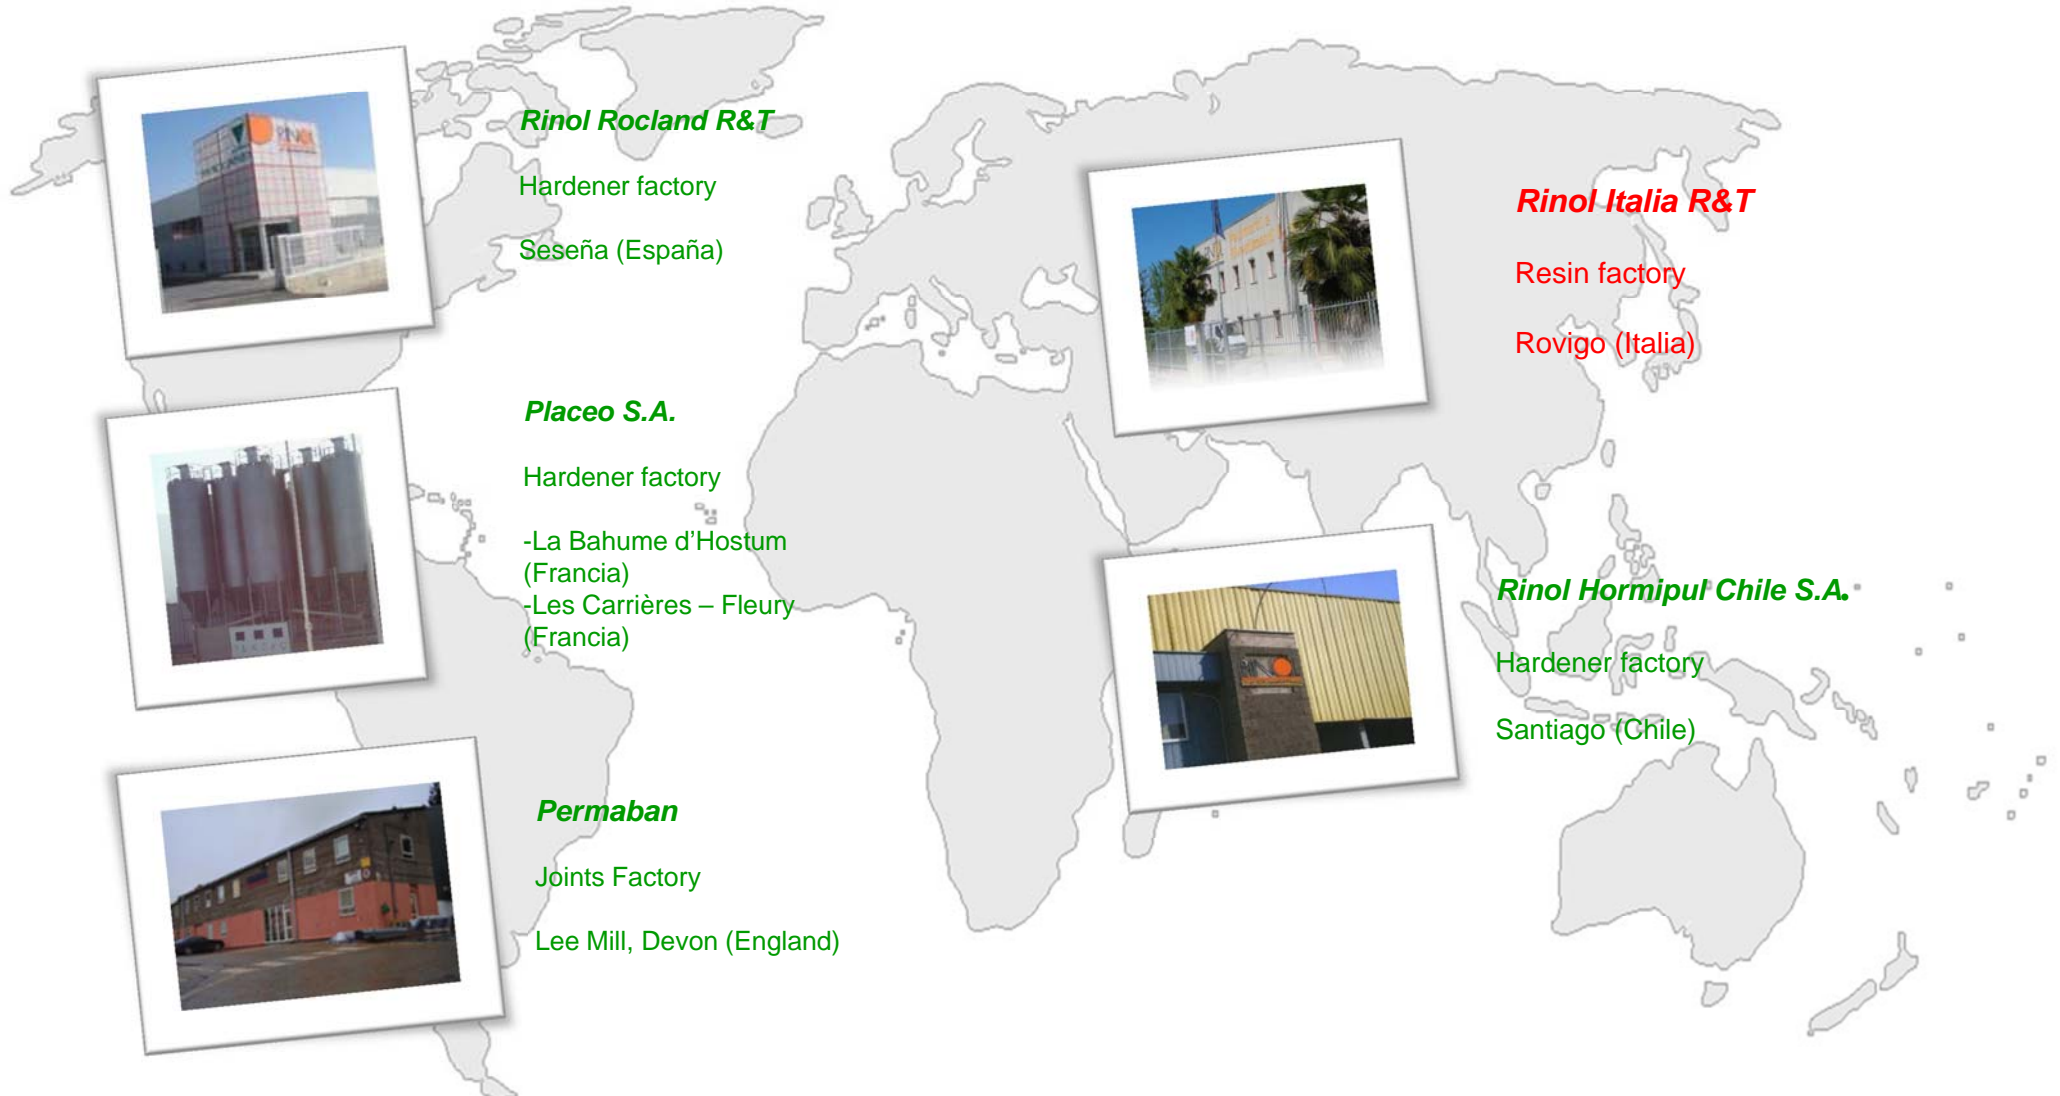 Rinol Rocland R&T
Hardener factory
Seseña (España)
Placeo S.A.
Hardener factory
-La Bahume d’Hostum
(Francia)
-Les Carrières – Fleury
(Francia)
Permaban
Joints Factory
Lee Mill, Devon (England)
Rinol Italia R&T
Resin factory
Rovigo (Italia)
Rinol Hormipul Chile S.A.
Hardener factory
Santiago (Chile)